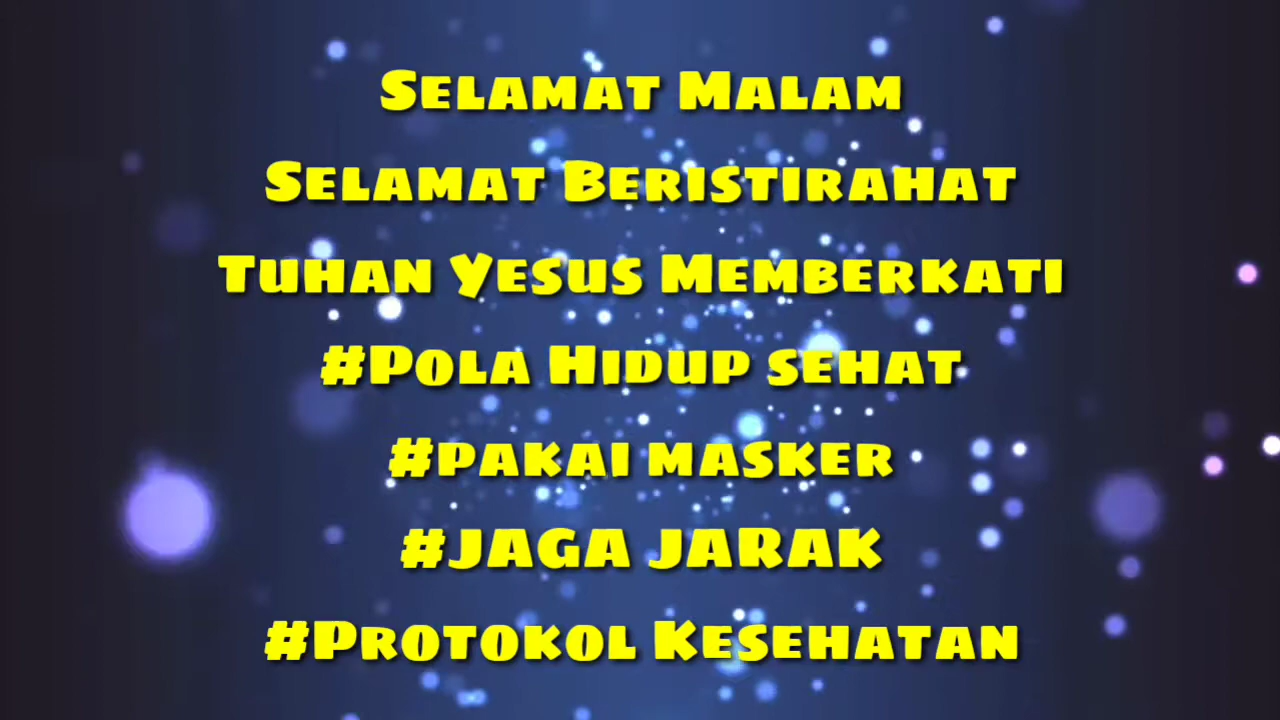 Selamat Malam
Selamat Beristirahat
Tuhan Yesus Memberkati
#Pola Hidup sehat
#pakai masker
#JAGA JARAK
#Protokol Kesehatan